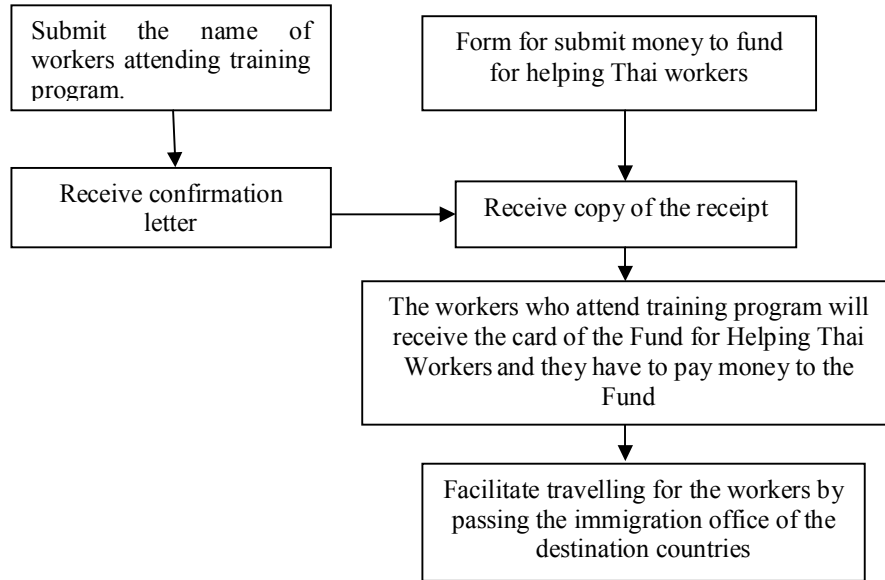 Submit the name of
workers attending training
program.
Form for submit money to fund
for helping Thai workers
Receive confirmation
letter
Receive copy of the receipt
The workers who attend training program will
receive the card of the Fund for Helping Thai
Workers and they have to pay money to the
Fund
Facilitate travelling for the workers by
passing the immigration office of the
destination countries